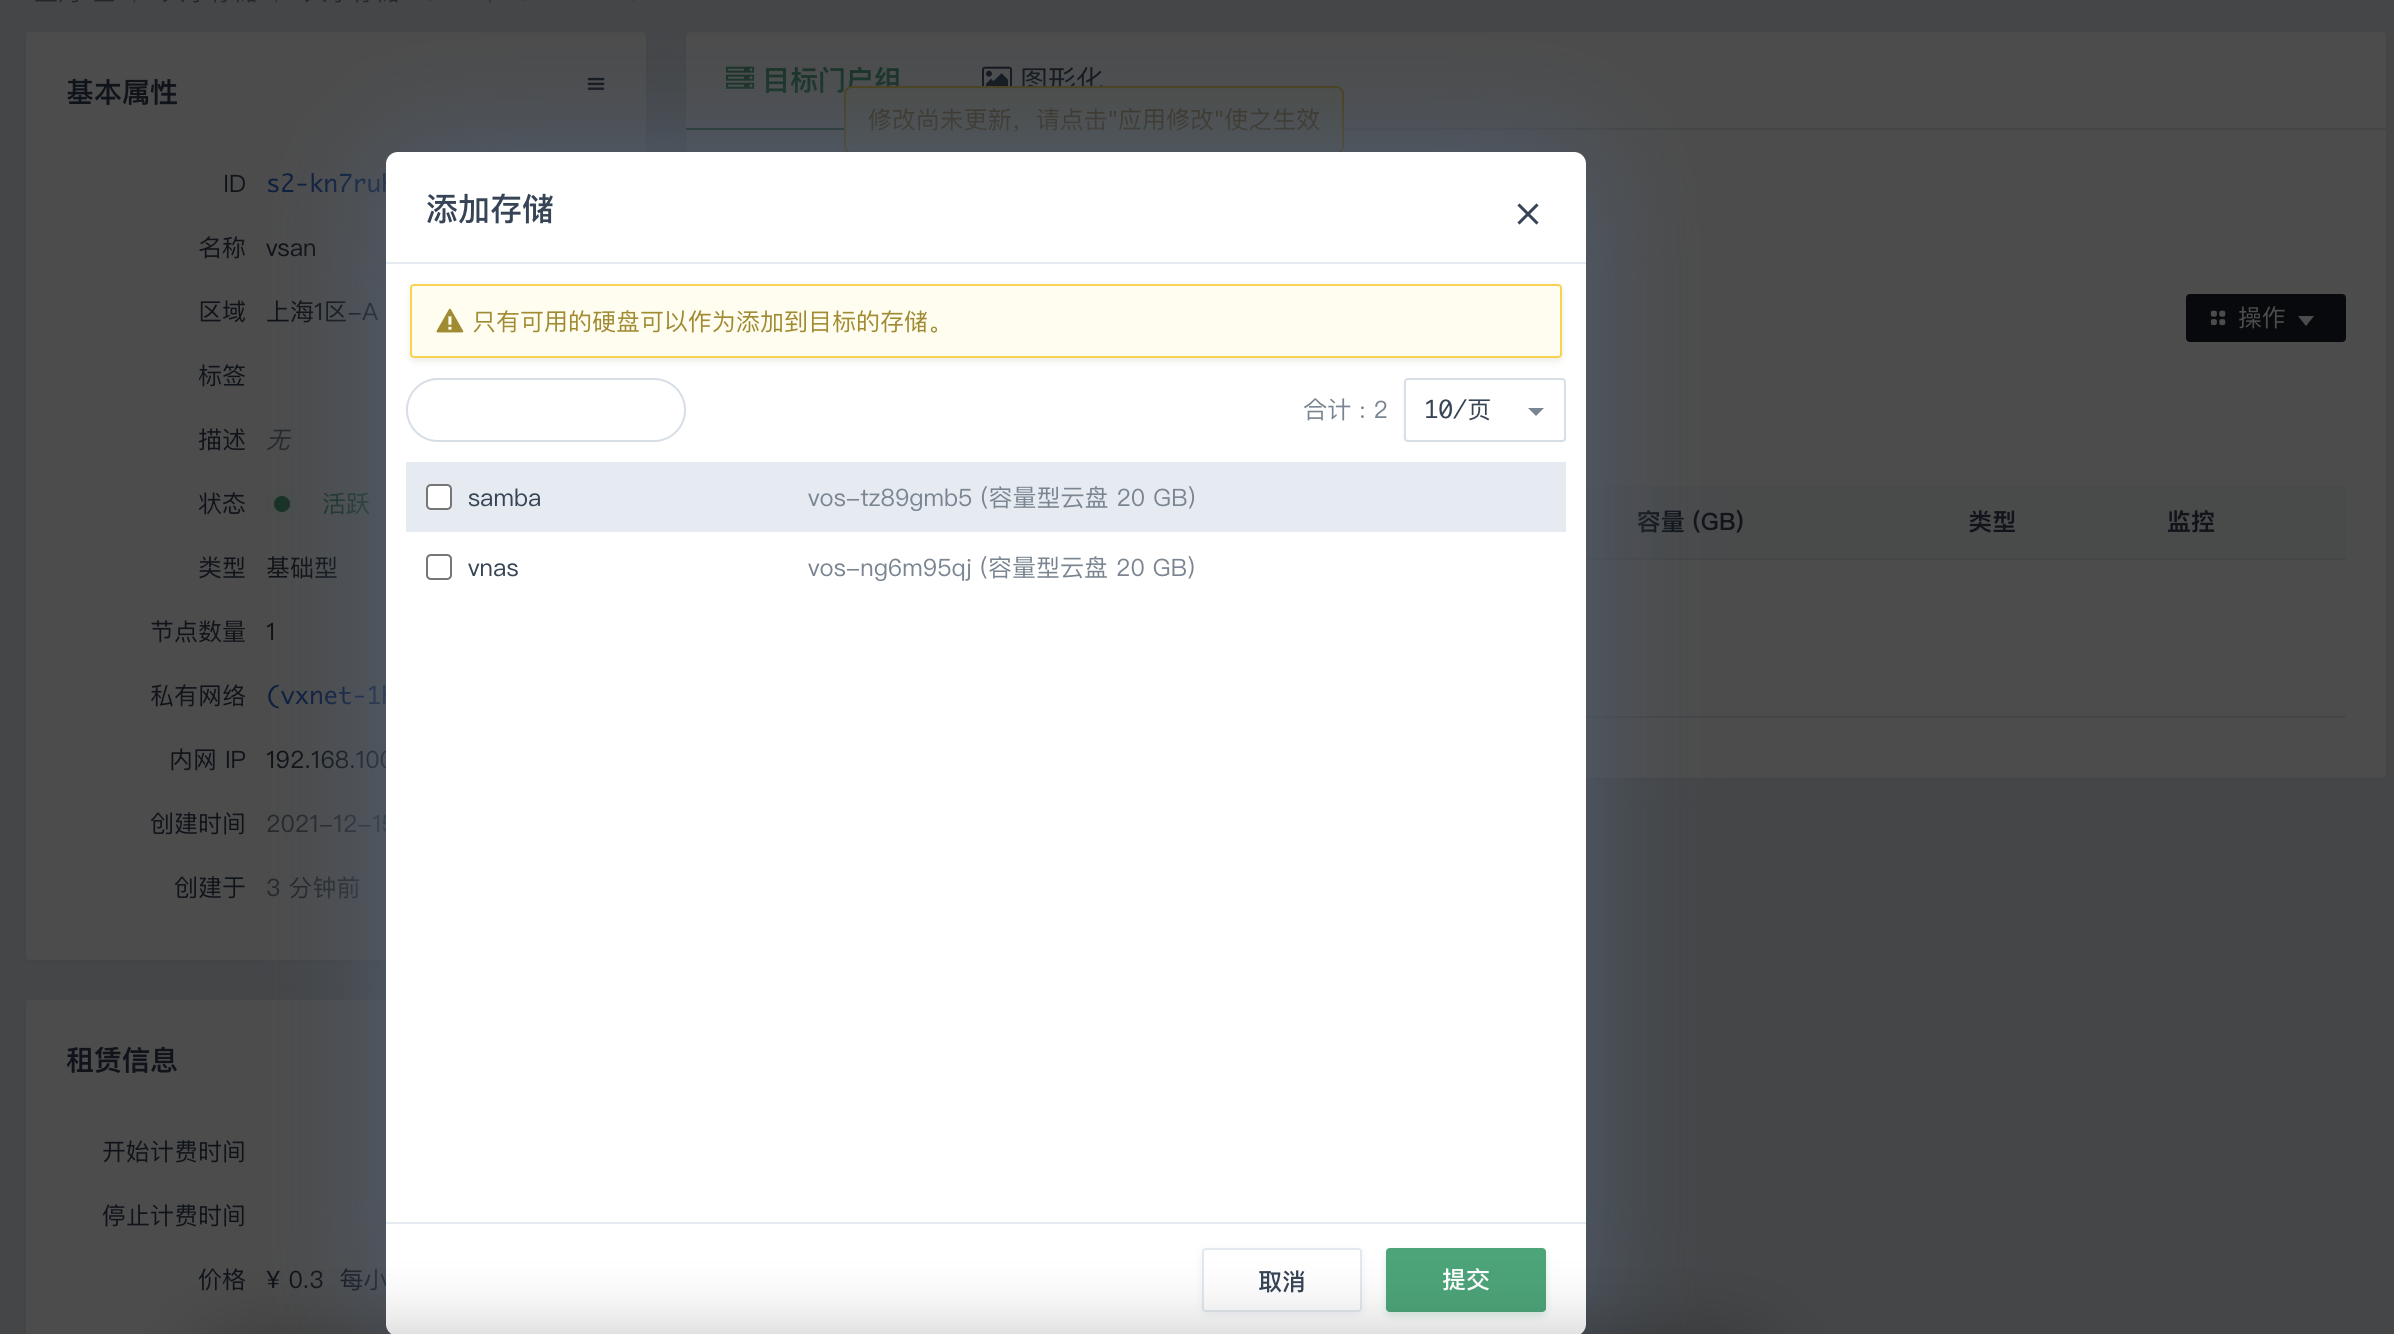 基本属性
目标门户组
图形化
修改尚未更新，请点击"应用修改"使之生效
ID s2-kn7ru
名称 vsan
区域 上海1区-A
标签
描述 无
状态 活跃
类型 基础型
节点数量 1
私有网络 (vxnet-1
内网 IP 192.168.100
创建时间 2021-12-15
创建于 3 分钟前
租赁信息
开始计费时间
停止计费时间
价格 ¥ 0.3 每小
添加存储
只有可用的硬盘可以作为添加到目标的存储。
合计：2 10/页
samba vos-tz89gmb5 (容量型云盘 20 GB)
vnas vos-ng6m95qj (容量型云盘 20 GB)
取消 提交
操作
容量 (GB) 类型 监控